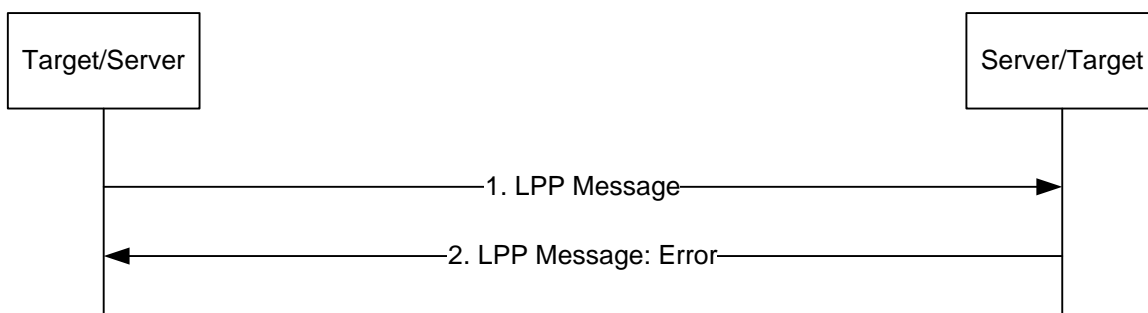 Target/Server
Server/Target
1. LPP Message
2. LPP Message: Error